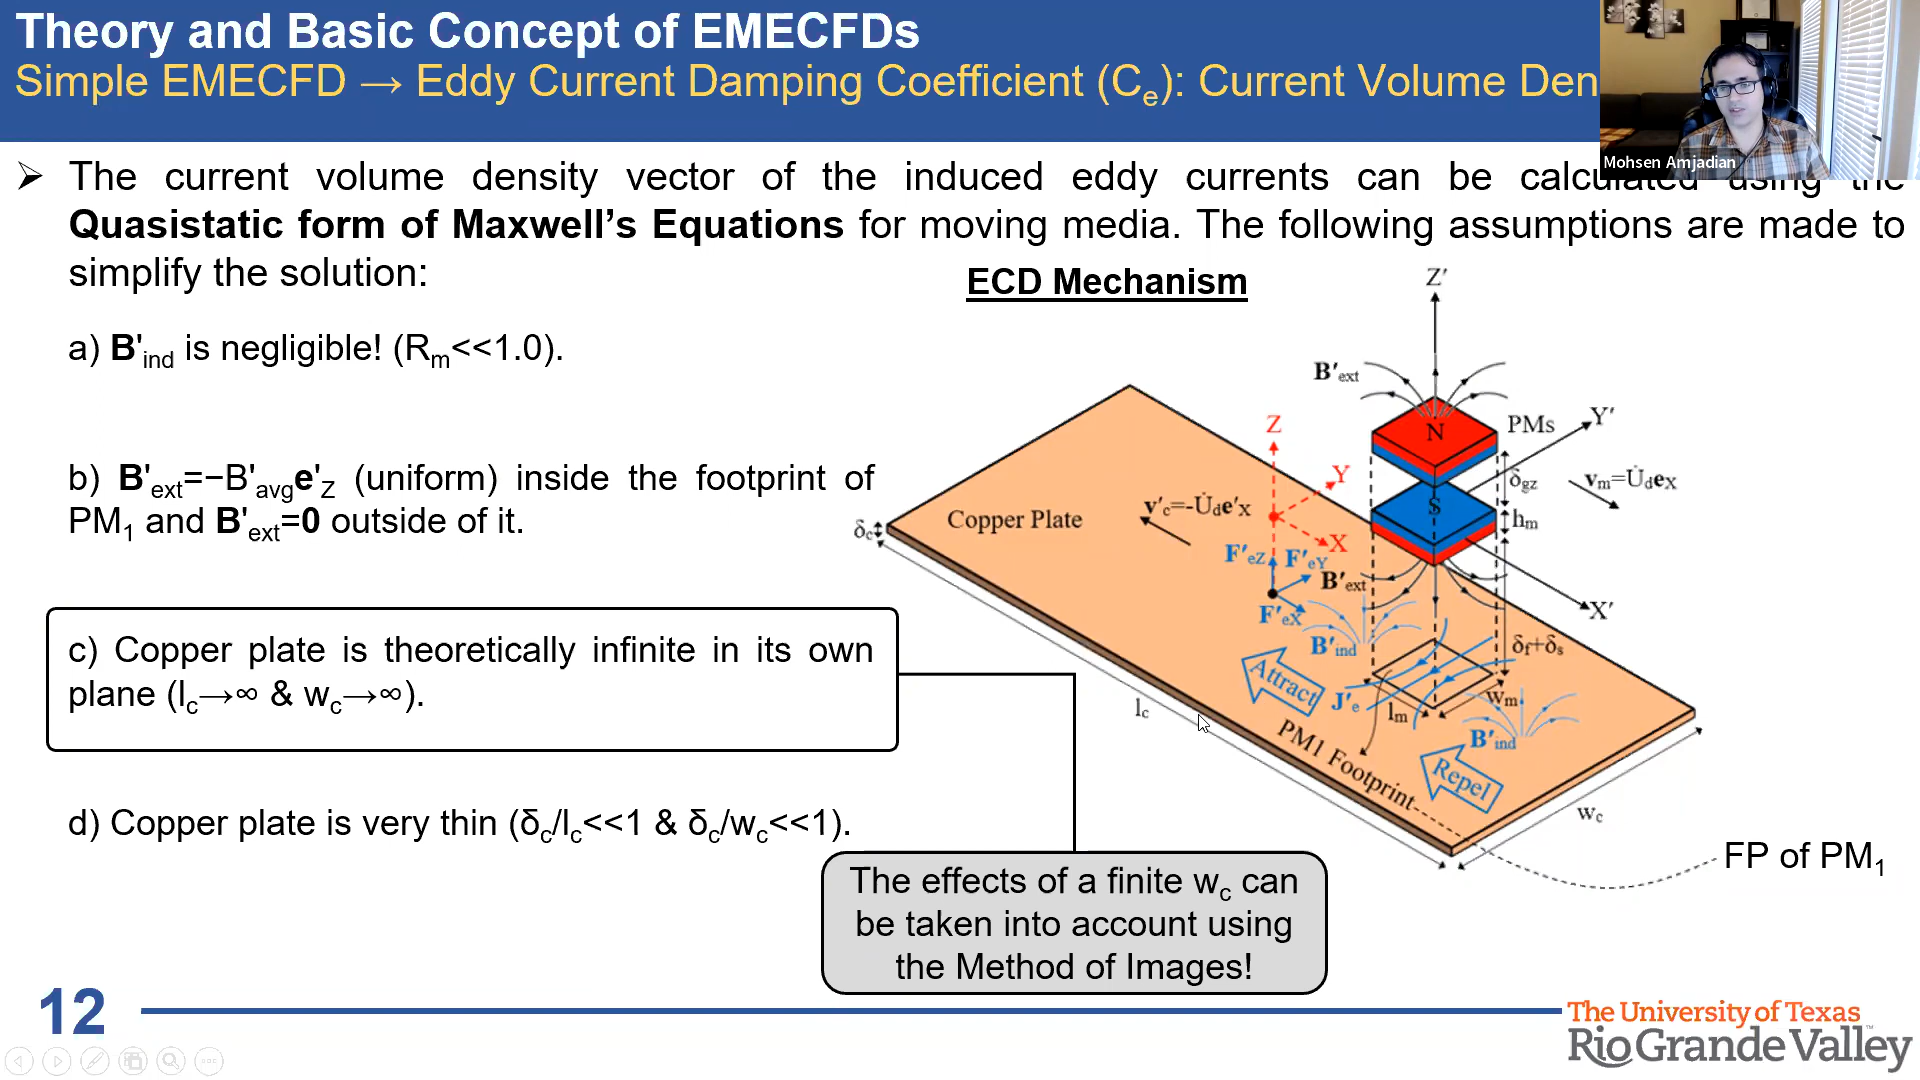 Theory and Basic Concept of EMECFDs
Simple EMECFD → Eddy Current Damping Coefficient (Cₑ): Current Volume Den
Mohsen Amjadian
➢ The current volume density vector of the induced eddy currents can be calculated using the
Quasistatic form of Maxwell’s Equations for moving media. The following assumptions are made to
simplify the solution:
ECD Mechanism
a) B'ind is negligible! (Rm<<1.0).
b) B'ext=−B'avge'Z (uniform) inside the footprint of
PM1 and B'ext=0 outside of it.
c) Copper plate is theoretically infinite in its own
plane (lc→∞ & wc→∞).
d) Copper plate is very thin (δc/lc<<1 & δc/wc<<1).
The effects of a finite wc can
be taken into account using
the Method of Images!
Z'
B'ext
N
PMs
Y'
Z
Y
δgz
vm=U̇deX
v'c=-U̇de'X
S
hm
Copper Plate
δc
X
F'eZ
F'eY
B'ext
F'eX
X'
B'ind
δf+δs
Attract
J'e
lm
wm
lc
B'ind
PM1 Footprint
Repel
wc
FP of PM1
12
The University of Texas
Rio Grande Valley